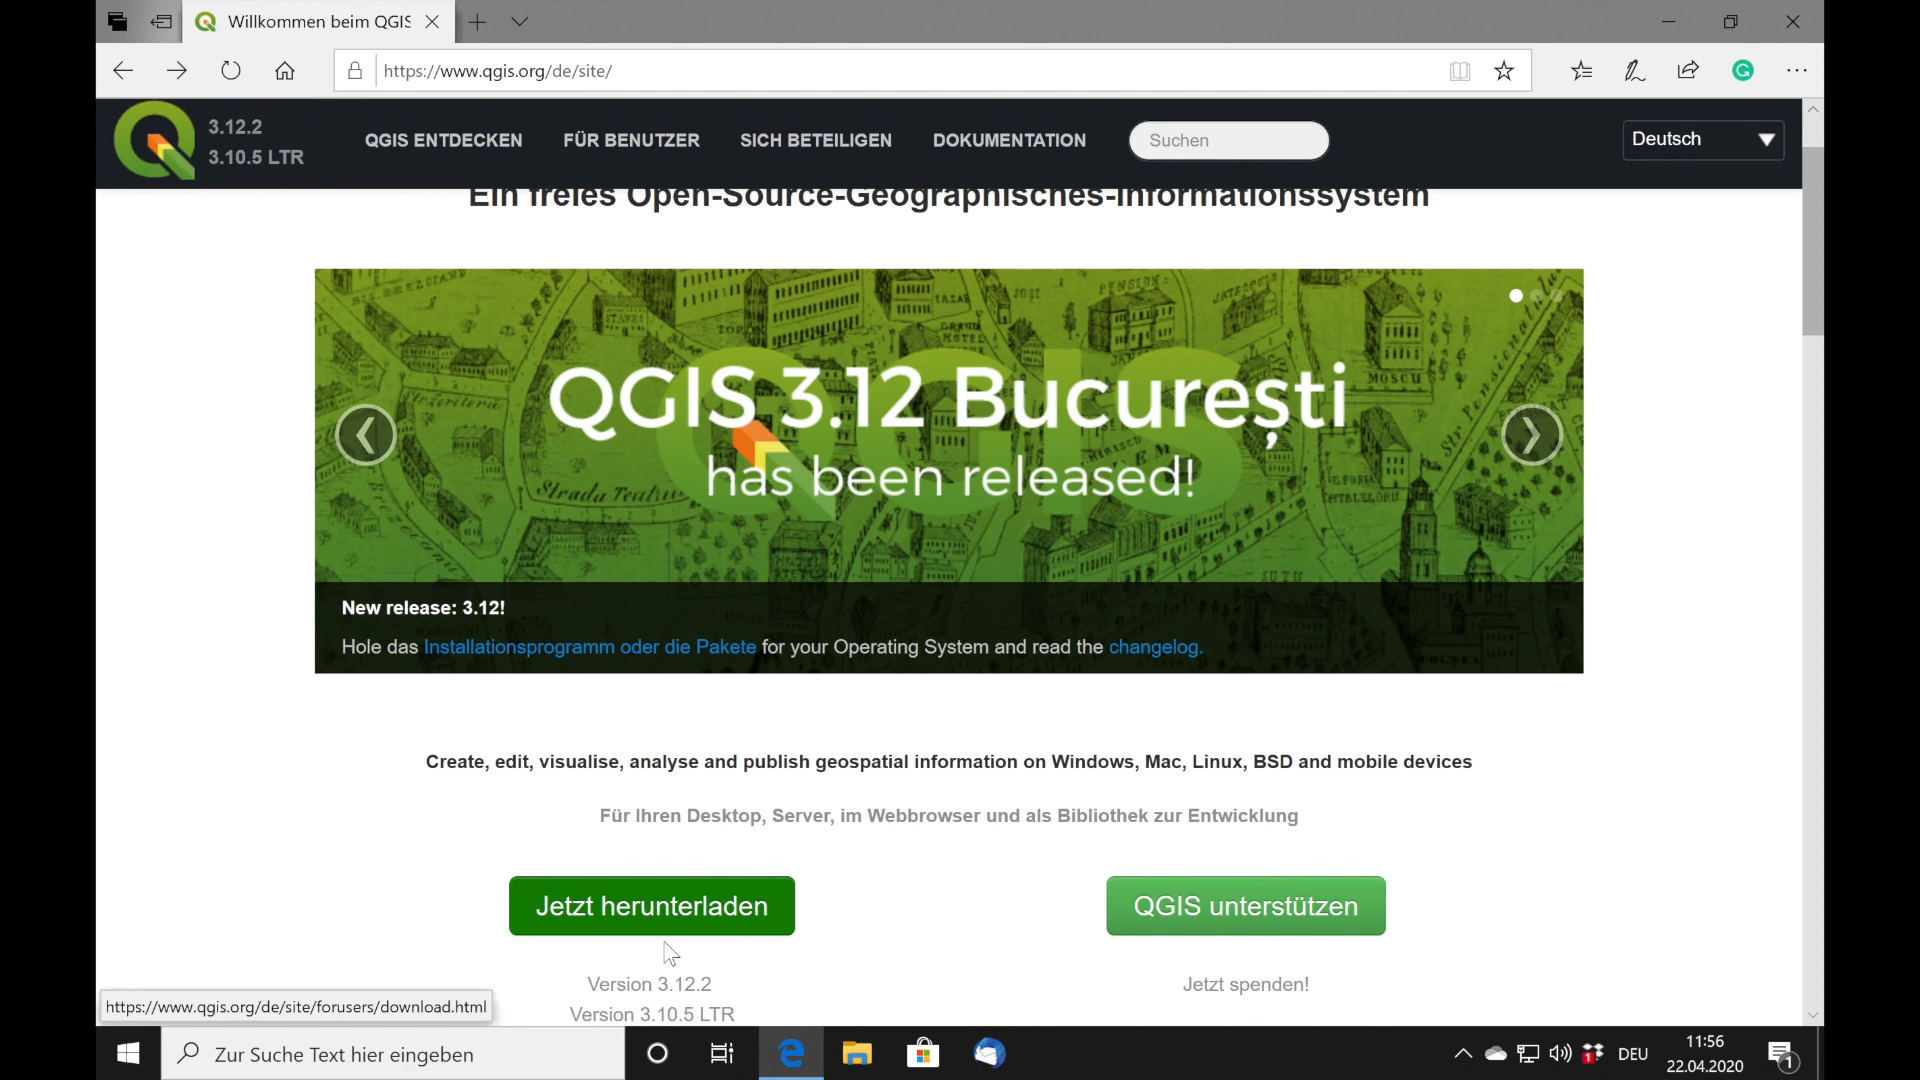 Willkommen beim QGIS
https://www.qgis.org/de/site/
3.12.2
3.10.5 LTR
QGIS ENTDECKEN
FÜR BENUTZER
SICH BETEILIGEN
DOKUMENTATION
Suchen
Deutsch
Ein freies Open-Source-Geographisches-Informationssystem
QGIS 3.12 București
has been released!
Strada Teatru
MOSCU
New release: 3.12!
Hole das Installationsprogramm oder die Pakete for your Operating System and read the changelog.
Create, edit, visualise, analyse and publish geospatial information on Windows, Mac, Linux, BSD and mobile devices
Für Ihren Desktop, Server, im Webbrowser und als Bibliothek zur Entwicklung
Jetzt herunterladen
QGIS unterstützen
Version 3.12.2
Jetzt spenden!
Version 3.10.5 LTR
https://www.qgis.org/de/site/forusers/download.html
Zur Suche Text hier eingeben
1
DEU
11:56
22.04.2020
1